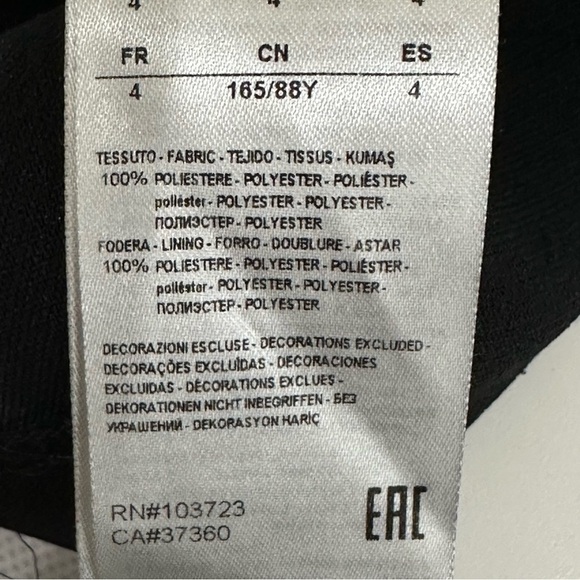 4 4 4
FR CN ES
4 165/88Y 4
TESSUTO - FABRIC - TEJIDO - TISSUS - KUMAŞ
100% POLIESTERE - POLYESTER - POLIÉSTER -
poliéster - POLYESTER - POLYESTER -
ПОЛИЭСТЕР - POLYESTER
FODERA - LINING - FORRO - DOUBLURE - ASTAR
100% POLIESTERE - POLYESTER - POLIÉSTER -
poliéster - POLYESTER - POLYESTER -
ПОЛИЭСТЕР - POLYESTER
DECORAZIONI ESCLUSE - DECORATIONS EXCLUDED -
DECORAÇÕES EXCLUÍDAS - DECORACIONES
EXCLUIDAS - DÉCORATIONS EXCLUES -
DEKORATIONEN NICHT INBEGRIFFEN - БЕЗ
УКРАШЕНИЙ - DEKORASYON HARİÇ
RN#103723
CA#37360
EAC